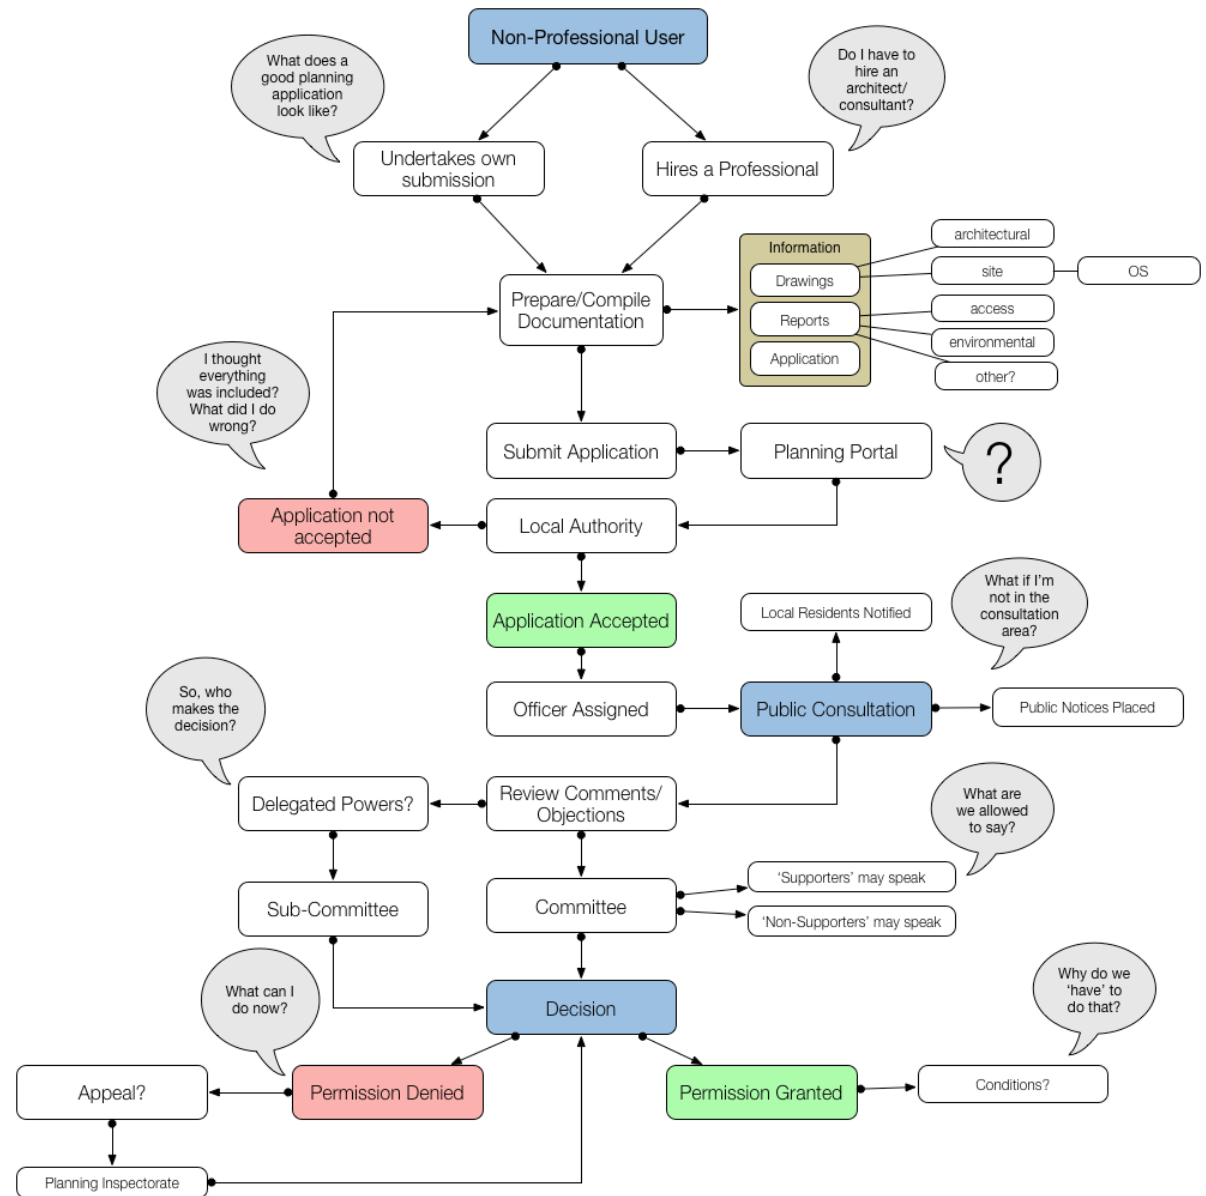 Non-Professional User
What does a
good planning
application
look like?
Do I have to
hire an
architect/
consultant?
Undertakes own
submission
Hires a Professional
Information
Drawings
Reports
Application
architectural
site
OS
access
environmental
other?
Prepare/Compile
Documentation
I thought
everything
was included?
What did I do
wrong?
Submit Application
Planning Portal
?
Application not
accepted
Local Authority
Application Accepted
Local Residents Notified
What if I'm
not in the
consultation
area?
So, who
makes the
decision?
Officer Assigned
Public Consultation
Public Notices Placed
Delegated Powers?
Review Comments/
Objections
What are
we allowed
to say?
Sub-Committee
Committee
'Supporters' may speak
'Non-Supporters' may speak
What can I
do now?
Decision
Why do we
'have' to
do that?
Appeal?
Permission Denied
Permission Granted
Conditions?
Planning Inspectorate